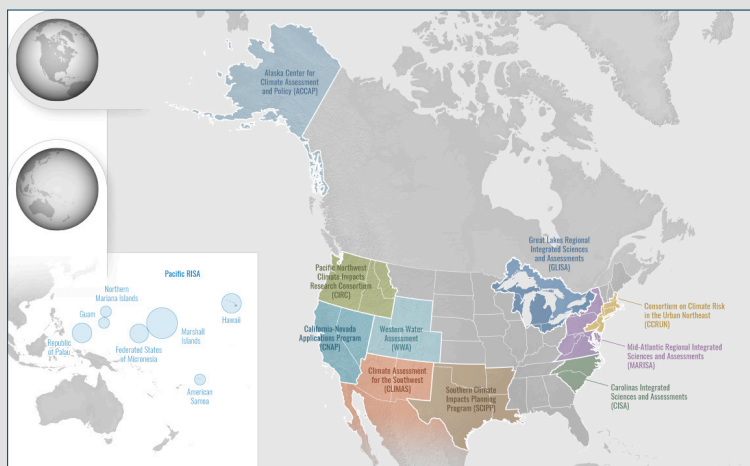 Alaska Center for
Climate Assessment
and Policy (ACCAP)
Great Lakes Regional
Integrated Sciences
and Assessments
(GLISA)
Pacific Northwest
Climate Impacts
Research Consortium
(CIRC)
Pacific RISA
Northern
Mariana Islands
Guam
Hawaii
Republic
of Palau
Federated States
of Micronesia
Marshall
Islands
American
Samoa
California-Nevada
Applications Program
(CNAP)
Western Water
Assessment
(WWA)
Consortium on Climate Risk
in the Urban Northeast
(CCRUN)
Mid-Atlantic Regional Integrated
Sciences and Assessments
(MARISA)
Climate Assessment
for the Southwest
(CLIMAS)
Southern Climate
Impacts Planning
Program (SCIPP)
Carolinas Integrated
Sciences and Assessments
(CISA)